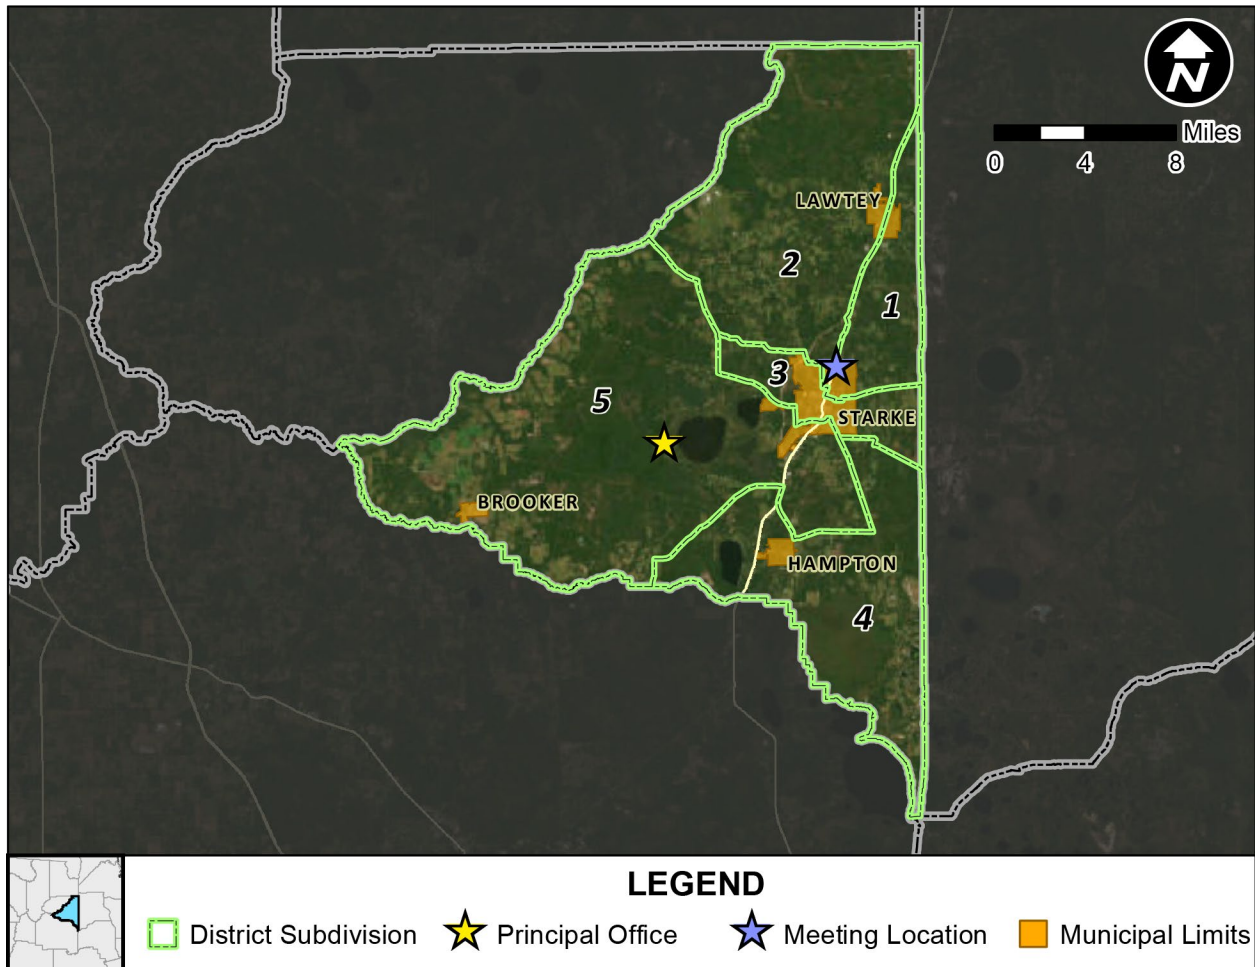 N
Miles
0 4 8
LAWTEY
2
1
3
5
STARKE
BROOKER
HAMPTON
4
LEGEND
District Subdivision Principal Office Meeting Location Municipal Limits